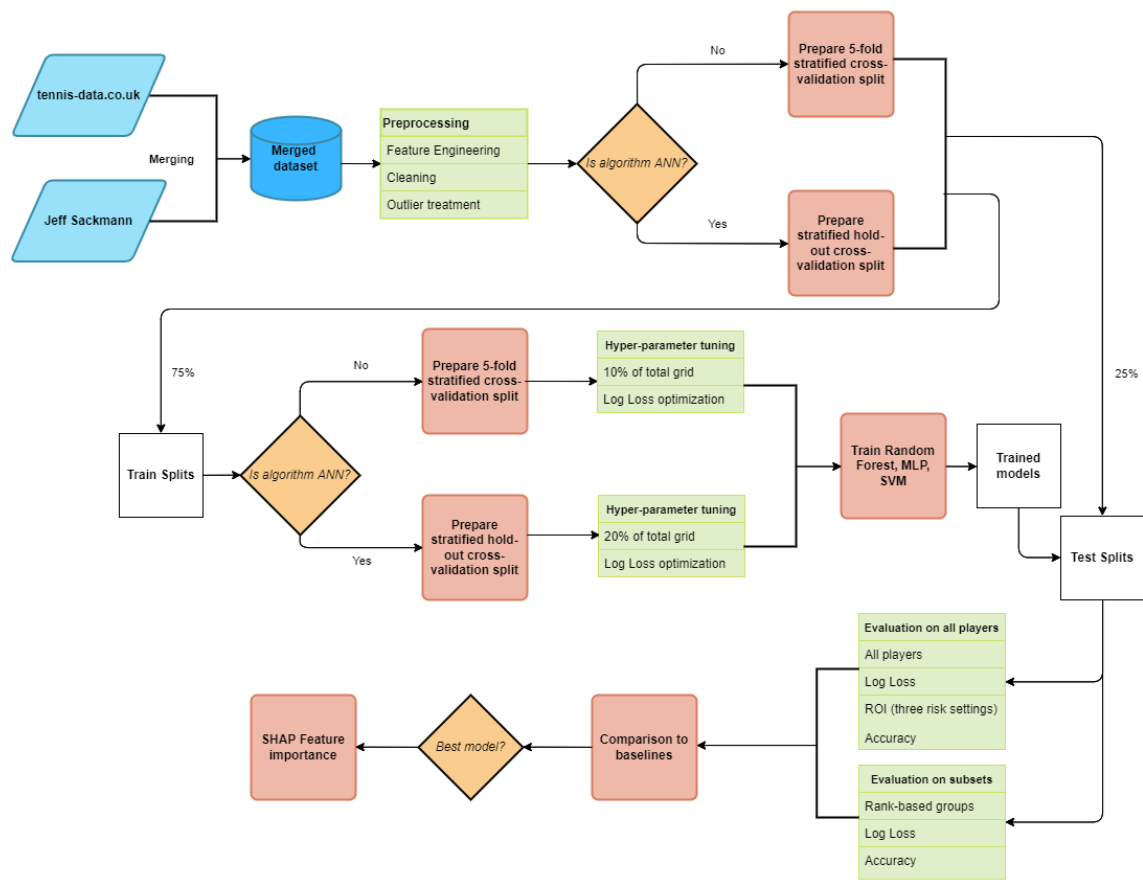 tennis-data.co.uk
Merging
Jeff Sackmann
Merged
dataset
Preprocessing
Feature Engineering
Cleaning
Outlier treatment
Is algorithm ANN?
No
Yes
Prepare 5-fold
stratified cross-
validation split
Prepare
stratified hold-
out cross-
validation split
75%
25%
Train Splits
Is algorithm ANN?
No
Yes
Prepare 5-fold
stratified cross-
validation split
Prepare
stratified hold-
out cross-
validation split
Hyper-parameter tuning
10% of total grid
Log Loss optimization
Hyper-parameter tuning
20% of total grid
Log Loss optimization
Train Random
Forest, MLP,
SVM
Trained
models
Test Splits
Evaluation on all players
All players
Log Loss
ROI (three risk settings)
Accuracy
Evaluation on subsets
Rank-based groups
Log Loss
Accuracy
Comparison to
baselines
Best model?
SHAP Feature
importance